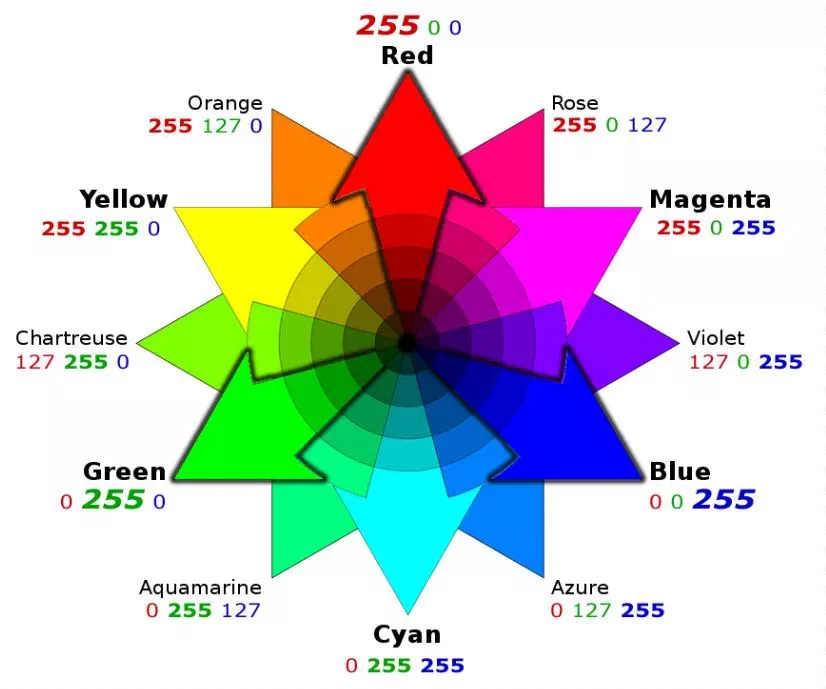 255 0 0
Red
Orange
255 127 0
Rose
255 0 127
Yellow
255 255 0
Magenta
255 0 255
Chartreuse
127 255 0
Violet
127 0 255
Green
0 255 0
Blue
0 0 255
Aquamarine
0 255 127
Azure
0 127 255
Cyan
0 255 255